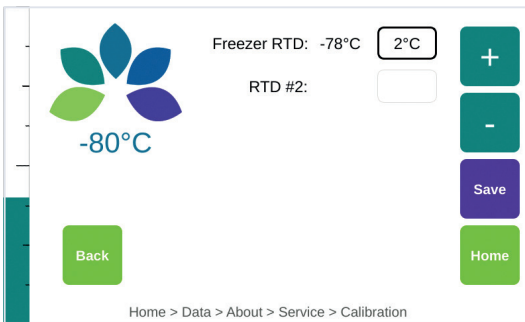 Freezer RTD: -78°C 2°C +
RTD #2:
-
-80°C
Save
Back Home
Home > Data > About > Service > Calibration